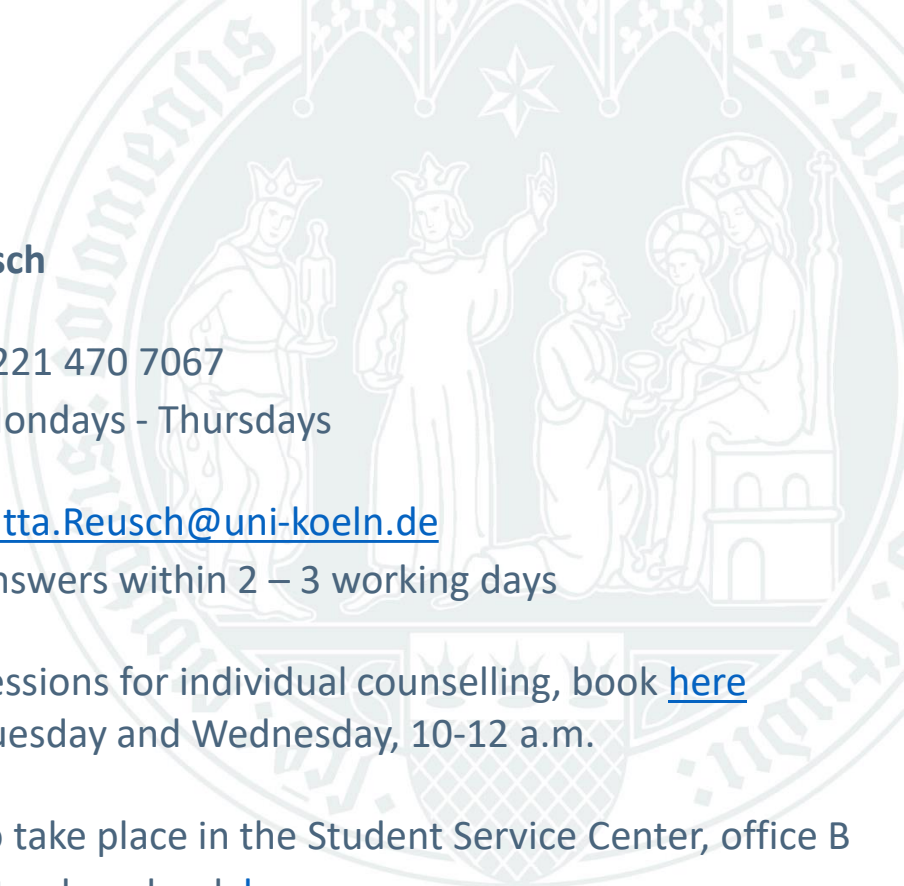 sch
221 470 7067
ondays - Thursdays
tta.Reusch@uni-koeln.de
nswers within 2 – 3 working days
essions for individual counselling, book here
uesday and Wednesday, 10-12 a.m.
o take place in the Student Service Center, office B